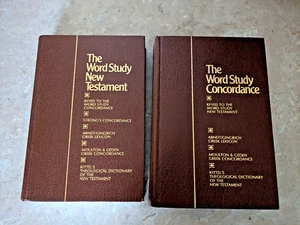 The
Word Study
New
Testament
KEYED TO THE
WORD STUDY
CONCORDANCE
STRONG'S CONCORDANCE
ARNDT/GINGRICH
GREEK LEXICON
MOULTON & GEDEN
GREEK CONCORDANCE
KITTEL'S
THEOLOGICAL DICTIONARY
OF THE
NEW TESTAMENT
The
Word Study
Concordance
KEYED TO THE
WORD STUDY
NEW TESTAMENT
ARNDT/GINGRICH
GREEK LEXICON
MOULTON & GEDEN
GREEK CONCORDANCE
KITTEL'S
THEOLOGICAL DICTIONARY
OF THE
NEW TESTAMENT